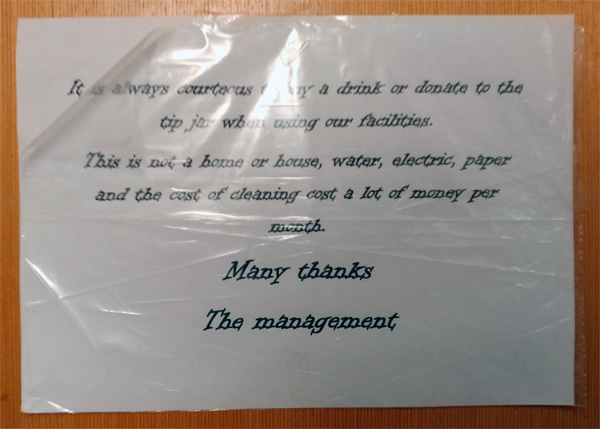 It is always courteous to buy a drink or donate to the
tip jar when using our facilities.
This is not a home or house, water, electric, paper
and the cost of cleaning cost a lot of money per
month.
Many thanks
The management